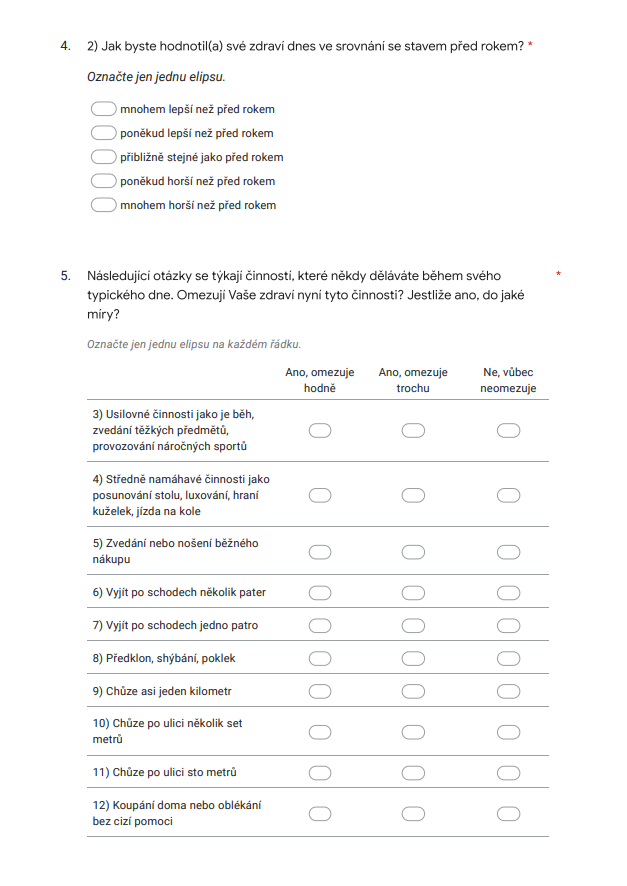 4. 2) Jak byste hodnotil(a) své zdraví dnes ve srovnání se stavem před rokem? *
Označte jen jednu elipsu.
mnohem lepší než před rokem
poněkud lepší než před rokem
přibližně stejné jako před rokem
poněkud horší než před rokem
mnohem horší než před rokem
5. Následující otázky se týkají činností, které někdy děláváte během svého *
typického dne. Omezují Vaše zdraví nyní tyto činnosti? Jestliže ano, do jaké
míry?
Označte jen jednu elipsu na každém řádku.
Ano, omezuje Ano, omezuje Ne, vůbec
hodně trochu neomezuje
3) Usilovné činnosti jako je běh,
zvedání těžkých předmětů,
provozování náročných sportů
4) Středně namáhavé činnosti jako
posunování stolu, luxování, hraní
kuželek, jízda na kole
5) Zvedání nebo nošení běžného
nákupu
6) Vyjít po schodech několik pater
7) Vyjít po schodech jedno patro
8) Předklon, shýbání, poklek
9) Chůze asi jeden kilometr
10) Chůze po ulici několik set
metrů
11) Chůze po ulici sto metrů
12) Koupání doma nebo oblékání
bez cizí pomoci